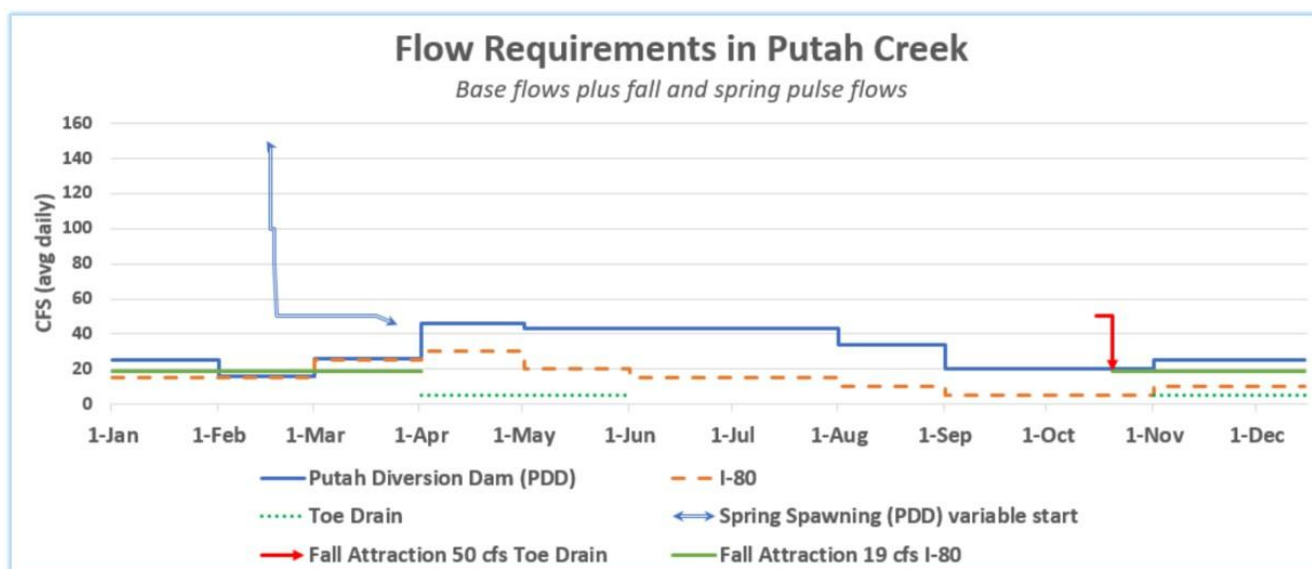 Flow Requirements in Putah Creek
Base flows plus fall and spring pulse flows
CFS (avg daily)
160
140
120
100
80
60
40
20
0
1-Jan 1-Feb 1-Mar 1-Apr 1-May 1-Jun 1-Jul 1-Aug 1-Sep 1-Oct 1-Nov 1-Dec
Putah Diversion Dam (PDD) I-80
Toe Drain Spring Spawning (PDD) variable start
Fall Attraction 50 cfs Toe Drain Fall Attraction 19 cfs I-80